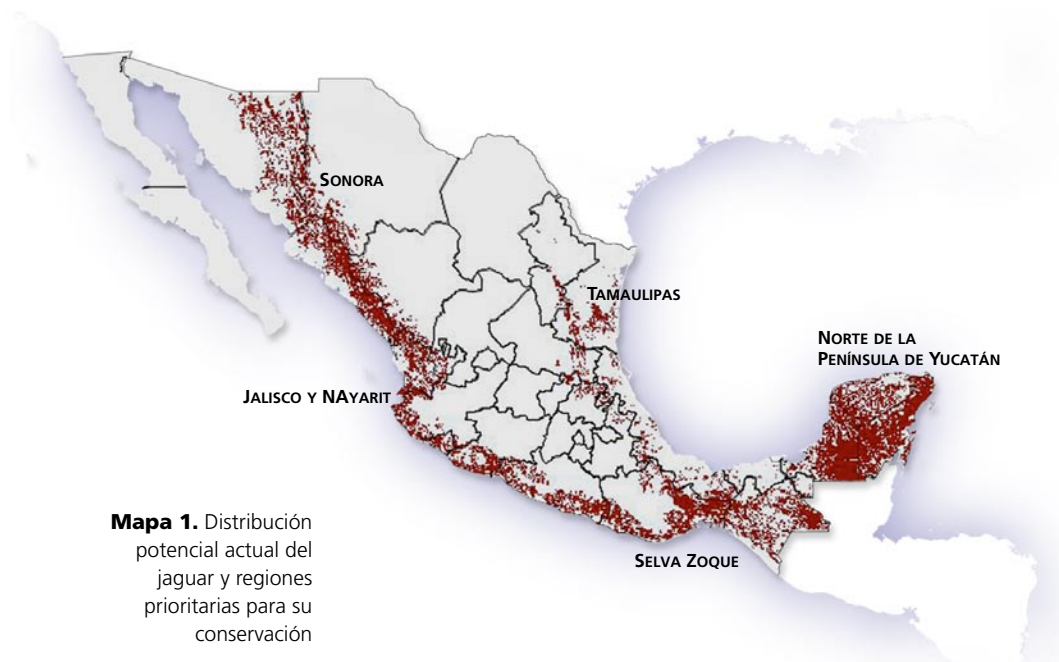 SONORA
TAMAULIPAS
NORTE DE LA
PENÍNSULA DE YUCATÁN
JALISCO Y NAYARIT
SELVA ZOQUE
Mapa 1. Distribución
potencial actual del
jaguar y regiones
prioritarias para su
conservación